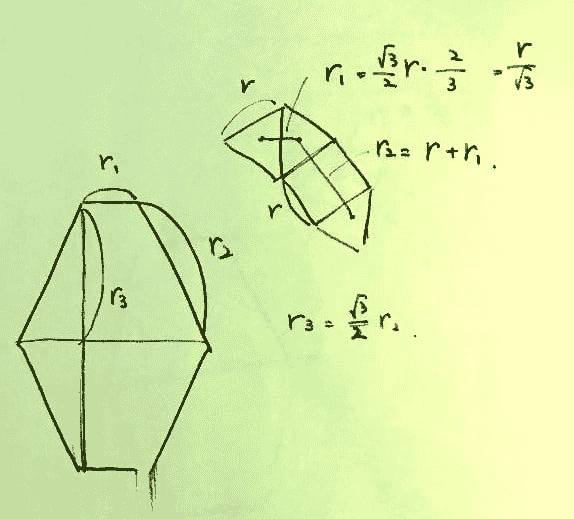 r
r₁ = √3/2 r · 2/3 = r/√3
r₂ = r + r₁.
r
r₁
r₂
r₃
r₃ = √3/2 r₂.